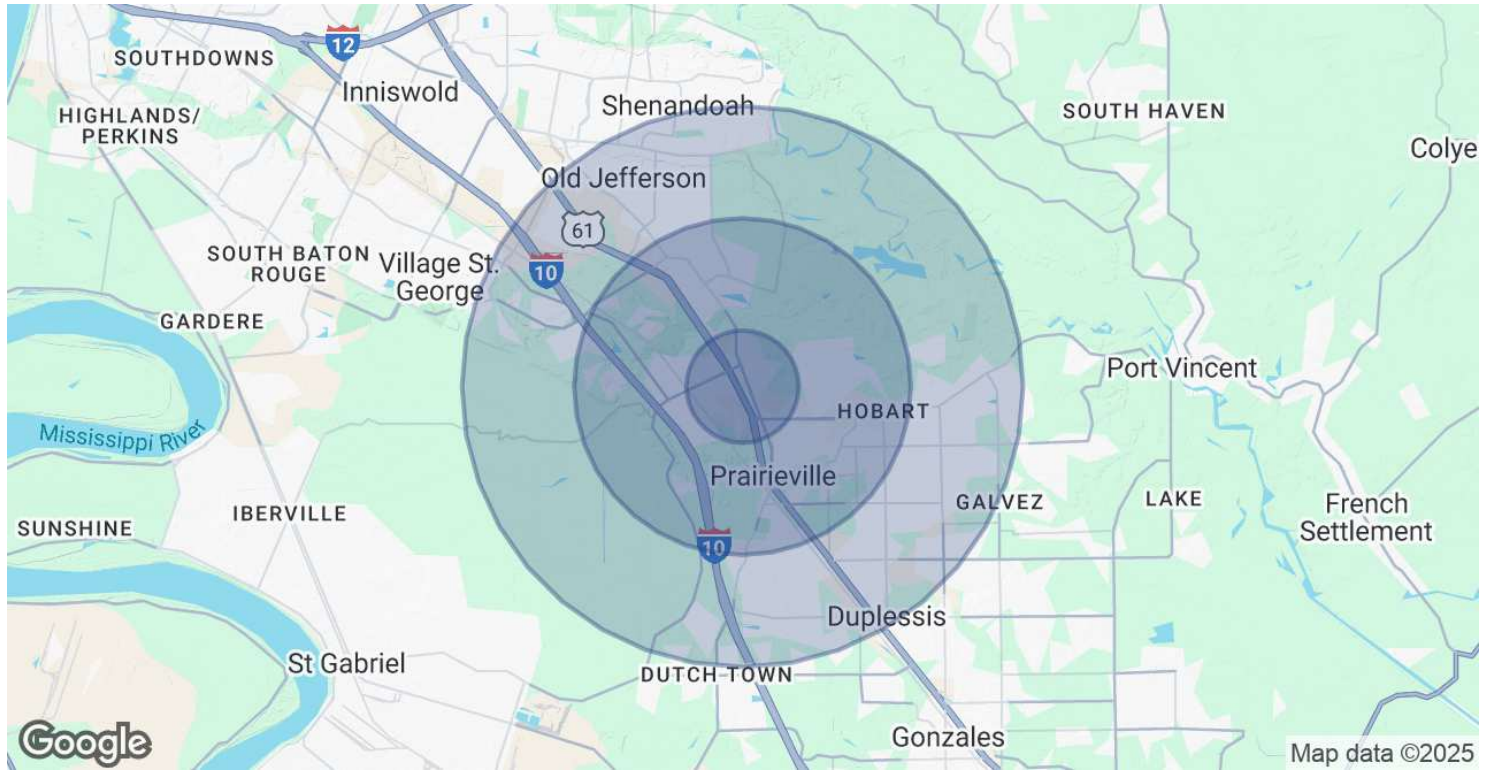 12
SOUTHDOWNS
Inniswold
Shenandoah
SOUTH HAVEN
HIGHLANDS/
PERKINS
Colye
Old Jefferson
61
SOUTH BATON
ROUGE
Village St.
George
10
GARDERE
Port Vincent
HOBART
Mississippi River
Prairieville
GALVEZ
LAKE
French
Settlement
IBERVILLE
SUNSHINE
10
Duplessis
St Gabriel
DUTCH TOWN
Gonzales
Google
Map data ©2025